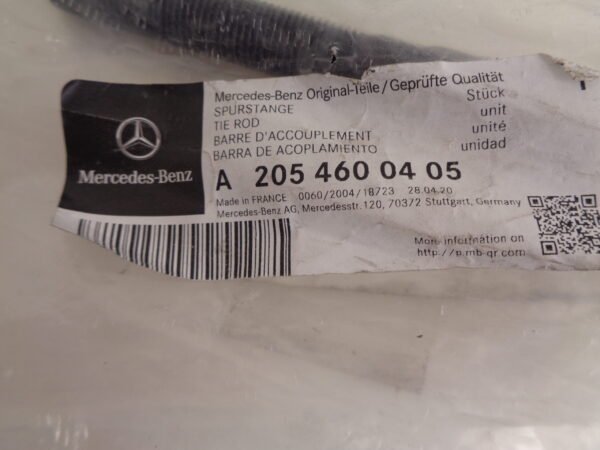 Mercedes-Benz Original-Teile/Geprüfte Qualität
SPURSTANGE Stück
TIE ROD unit
BARRE D'ACCOUPLEMENT unité
BARRA DE ACOPLAMIENTO unidad
Mercedes-Benz
A 205 460 04 05
Made in FRANCE 0060/2004/18723 28.04.20
Mercedes-Benz AG, Mercedesstr.120, 70372 Stuttgart, Germany
More information on
http://p.mb-qr.com